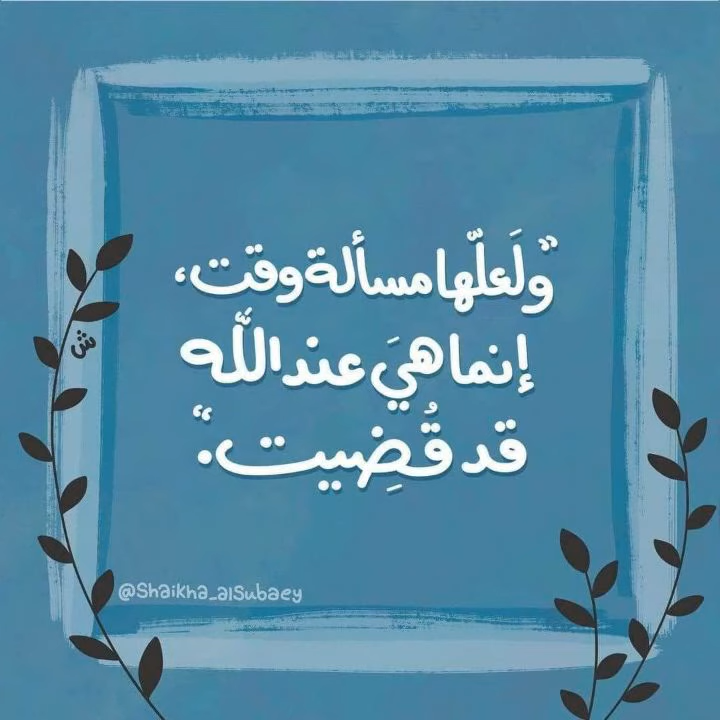 ”ولَعلّها مسألة وقت،
إنما هيَ عند اللَّه
قد قُضِيت.“
ش
@Shaikha_alSubaey